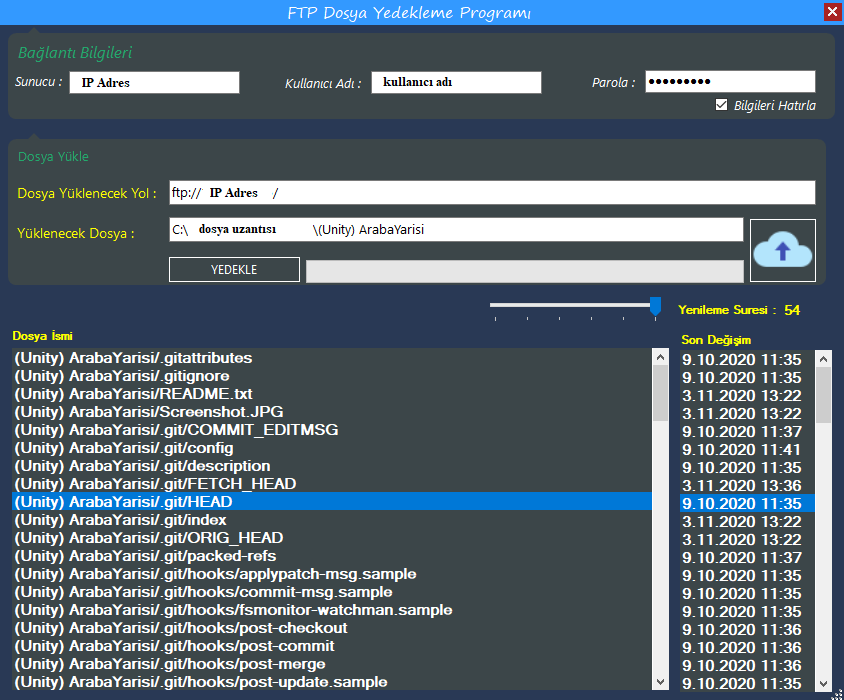 FTP Dosya Yedekleme Programı
Bağlantı Bilgileri
Sunucu : IP Adres Kullanıcı Adı : kullanıcı adı Parola : •••••••••
Bilgileri Hatırla
Dosya Yükle
Dosya Yüklenecek Yol : ftp:// IP Adres /
Yüklenecek Dosya : C:\ dosya uzantısı \(Unity) ArabaYarisi
YEDEKLE
Yenileme Suresi : 54
Dosya İsmi Son Değişim
(Unity) ArabaYarisi/.gitattributes 9.10.2020 11:35
(Unity) ArabaYarisi/.gitignore 9.10.2020 11:35
(Unity) ArabaYarisi/README.txt 3.11.2020 13:22
(Unity) ArabaYarisi/Screenshot.JPG 3.11.2020 13:22
(Unity) ArabaYarisi/.git/COMMIT_EDITMSG 9.10.2020 11:37
(Unity) ArabaYarisi/.git/config 9.10.2020 11:41
(Unity) ArabaYarisi/.git/description 9.10.2020 11:35
(Unity) ArabaYarisi/.git/FETCH_HEAD 3.11.2020 13:36
(Unity) ArabaYarisi/.git/HEAD 9.10.2020 11:35
(Unity) ArabaYarisi/.git/index 3.11.2020 13:22
(Unity) ArabaYarisi/.git/ORIG_HEAD 3.11.2020 13:22
(Unity) ArabaYarisi/.git/packed-refs 9.10.2020 11:37
(Unity) ArabaYarisi/.git/hooks/applypatch-msg.sample 9.10.2020 11:35
(Unity) ArabaYarisi/.git/hooks/commit-msg.sample 9.10.2020 11:35
(Unity) ArabaYarisi/.git/hooks/fsmonitor-watchman.sample 9.10.2020 11:35
(Unity) ArabaYarisi/.git/hooks/post-checkout 9.10.2020 11:36
(Unity) ArabaYarisi/.git/hooks/post-commit 9.10.2020 11:36
(Unity) ArabaYarisi/.git/hooks/post-merge 9.10.2020 11:36
(Unity) ArabaYarisi/.git/hooks/post-update.sample 9.10.2020 11:35